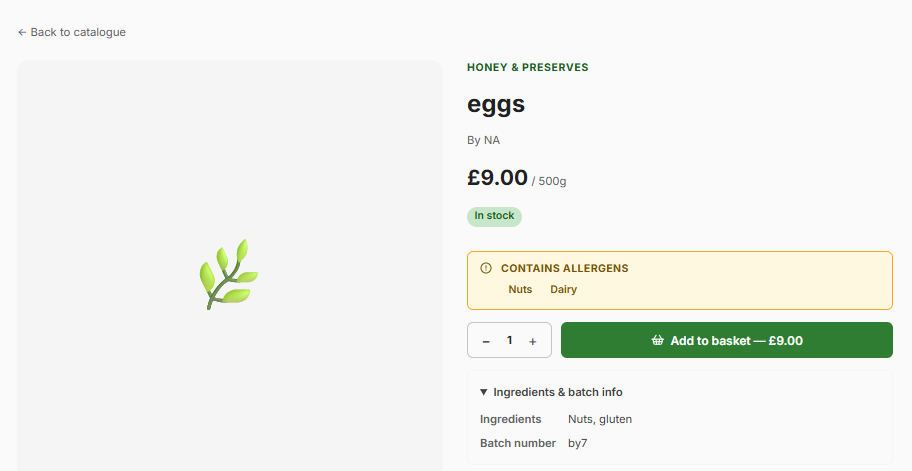 ← Back to catalogue
HONEY & PRESERVES
eggs
By NA
£9.00 / 500g
In stock
CONTAINS ALLERGENS
Nuts Dairy
− 1 +
Add to basket — £9.00
▼ Ingredients & batch info
Ingredients Nuts, gluten
Batch number by7